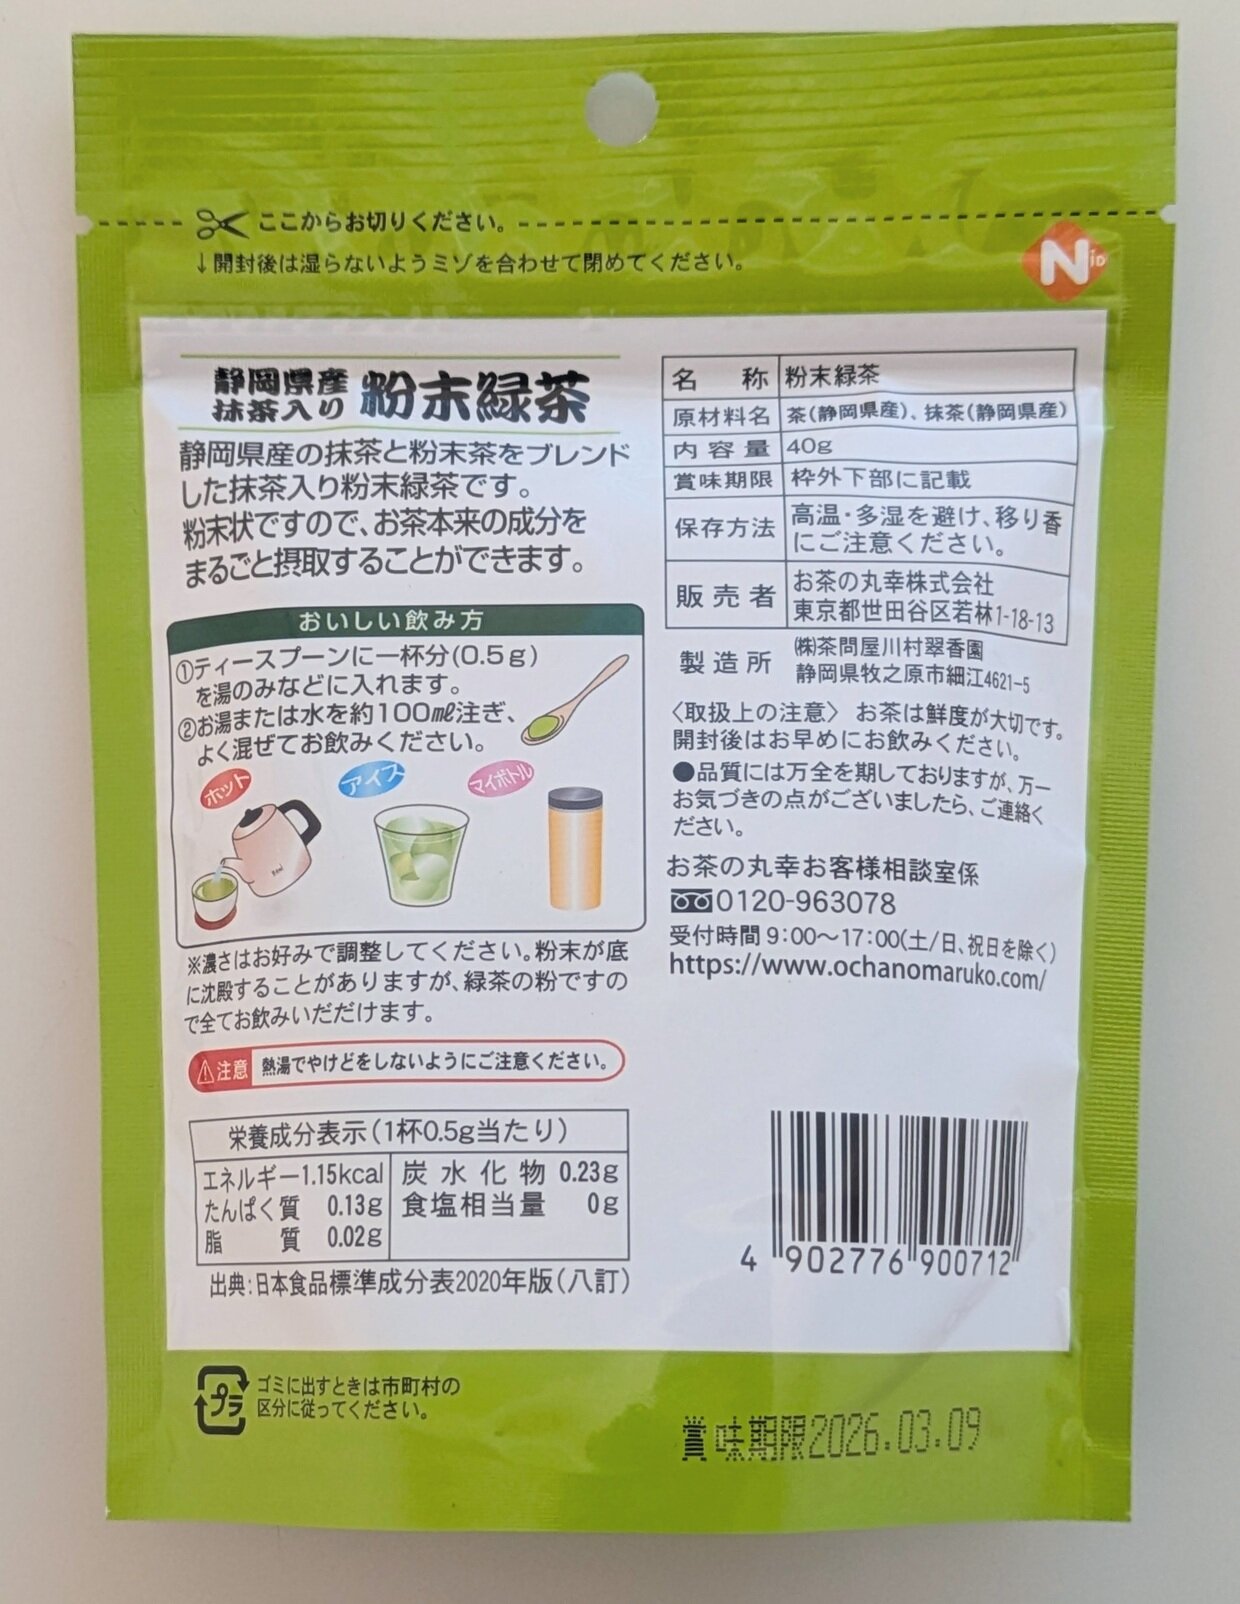 ここからお切りください。
↓開封後は湿らないようミゾを合わせて閉めてください。
N iD
静岡県産
抹茶入り 粉末緑茶
静岡県産の抹茶と粉末茶をブレンド
した抹茶入り粉末緑茶です。
粉末状ですので、お茶本来の成分を
まるごと摂取することができます。
おいしい飲み方
①ティースプーンに一杯分(0.5g)
を湯のみなどに入れます。
②お湯または水を約100㎖注ぎ、
よく混ぜてお飲みください。
ホット アイス マイボトル
※濃さはお好みで調整してください。粉末が底
に沈殿することがありますが、緑茶の粉ですの
で全てお飲みいただけます。
注意 熱湯でやけどをしないようにご注意ください。
栄養成分表示(1杯0.5g当たり)
エネルギー1.15kcal 炭水化物 0.23g
たんぱく質 0.13g 食塩相当量 0g
脂質 0.02g
出典:日本食品標準成分表2020年版(八訂)
名称 粉末緑茶
原材料名 茶(静岡県産)、抹茶(静岡県産)
内容量 40g
賞味期限 枠外下部に記載
保存方法 高温・多湿を避け、移り香
にご注意ください。
販売者 お茶の丸幸株式会社
東京都世田谷区若林1-18-13
製造所 ㈱茶問屋川村翠香園
静岡県牧之原市細江4621-5
〈取扱上の注意〉 お茶は鮮度が大切です。
開封後はお早めにお飲みください。
●品質には万全を期しておりますが、万一
お気づきの点がございましたら、ご連絡く
ださい。
お茶の丸幸お客様相談室係
0120-963078
受付時間 9:00〜17:00(土/日、祝日を除く)
https://www.ochanomaruko.com/
4 902776 900712
プラ
ゴミに出すときは市町村の
区分に従ってください。
賞味期限2026.03.09